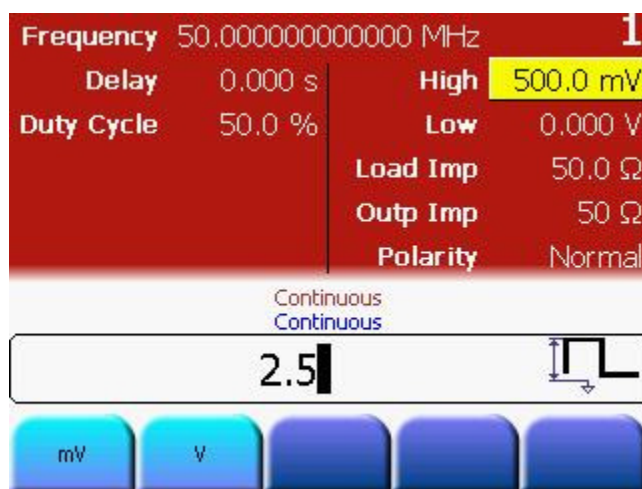 Frequency 50.000000000000 MHz 1
Delay 0.000 s High 500.0 mV
Duty Cycle 50.0 % Low 0.000 V
Load Imp 50.0 Ω
Outp Imp 50 Ω
Polarity Normal
Continuous
Continuous
2.5
mV V